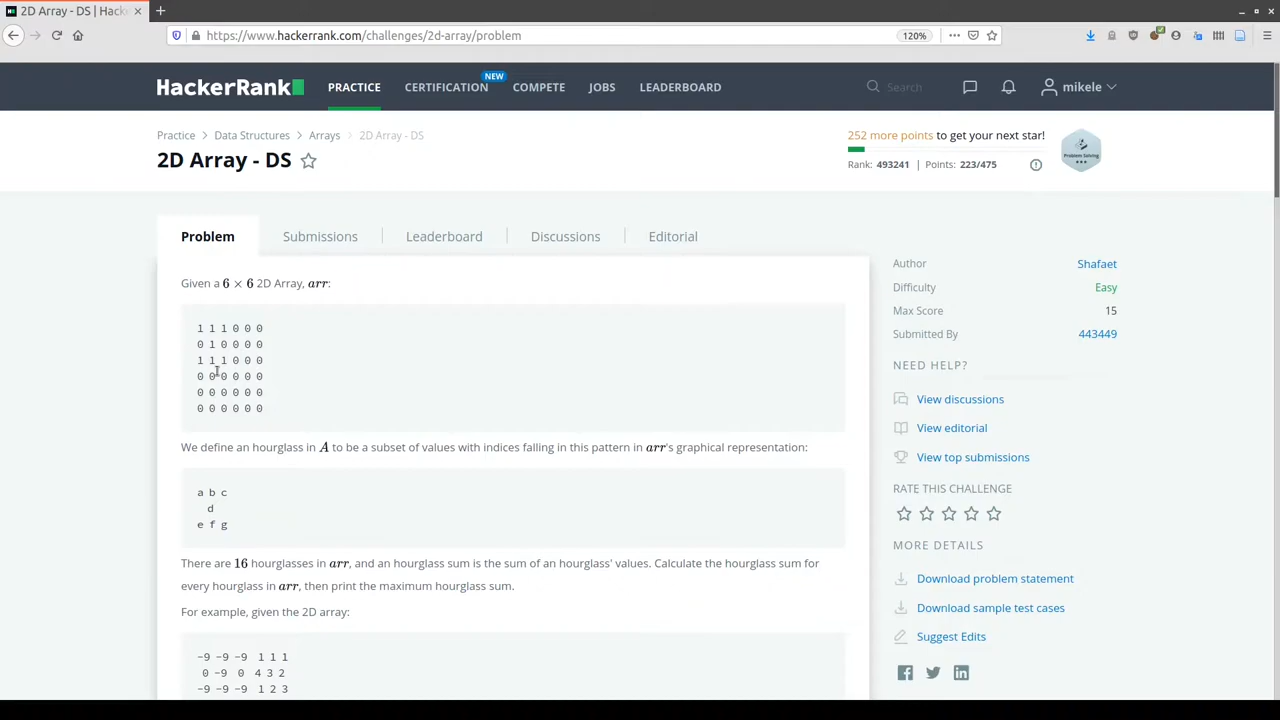 2D Array - DS | Hacke
https://www.hackerrank.com/challenges/2d-array/problem
120%
HackerRank
PRACTICE
CERTIFICATION
NEW
COMPETE
JOBS
LEADERBOARD
Search
mikele
Practice > Data Structures > Arrays > 2D Array - DS
2D Array - DS
252 more points to get your next star!
Rank: 493241 | Points: 223/475
Problem Solving
Problem
Submissions
Leaderboard
Discussions
Editorial
Given a 6 × 6 2D Array, arr:
1 1 1 0 0 0
0 1 0 0 0 0
1 1 1 0 0 0
0 0 0 0 0 0
0 0 0 0 0 0
0 0 0 0 0 0
We define an hourglass in A to be a subset of values with indices falling in this pattern in arr's graphical representation:
a b c
d
e f g
There are 16 hourglasses in arr, and an hourglass sum is the sum of an hourglass' values. Calculate the hourglass sum for
every hourglass in arr, then print the maximum hourglass sum.
For example, given the 2D array:
-9 -9 -9 1 1 1
0 -9 0 4 3 2
-9 -9 -9 1 2 3
Author Shafaet
Difficulty Easy
Max Score 15
Submitted By 443449
NEED HELP?
View discussions
View editorial
View top submissions
RATE THIS CHALLENGE
MORE DETAILS
Download problem statement
Download sample test cases
Suggest Edits